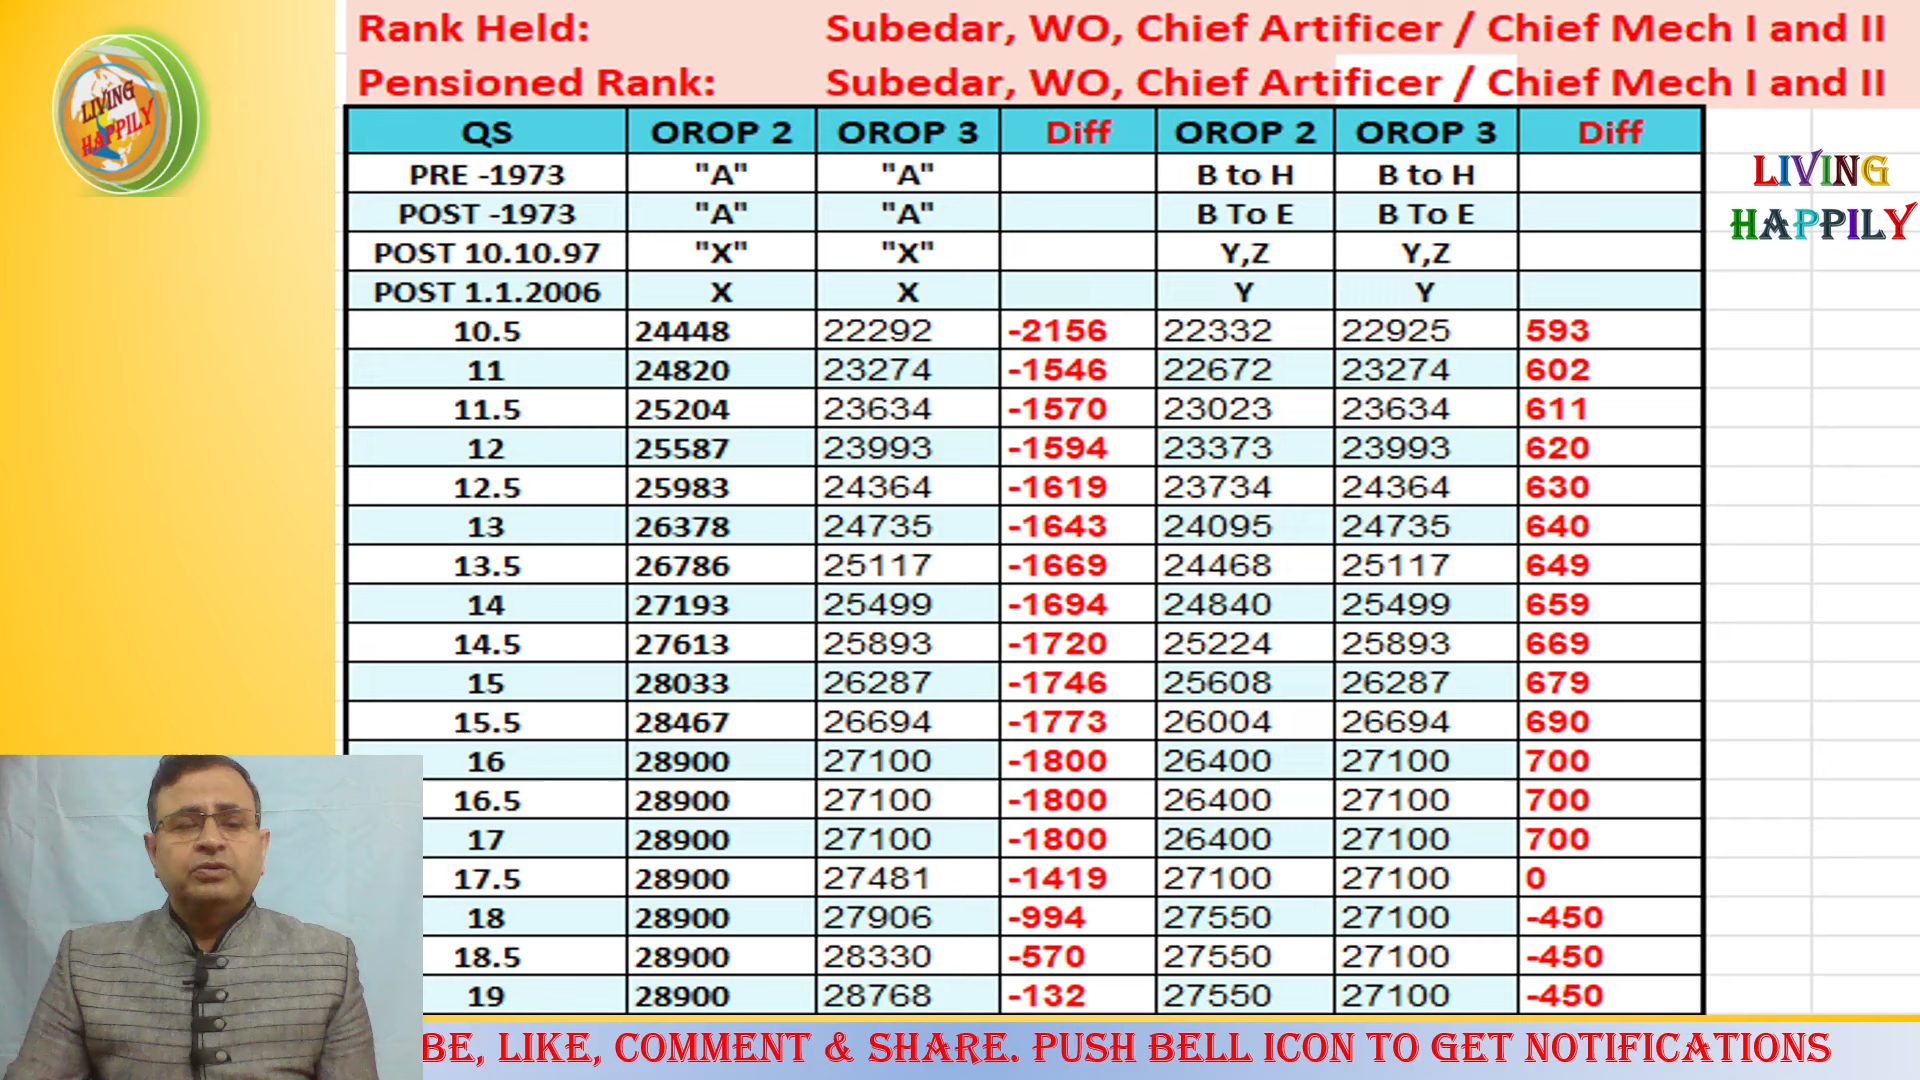 Rank Held: Subedar, WO, Chief Artificer / Chief Mech I and II
Pensioned Rank: Subedar, WO, Chief Artificer / Chief Mech I and II
LIVING
HAPPILY
QS OROP 2 OROP 3 Diff OROP 2 OROP 3 Diff
PRE -1973 "A" "A" B to H B to H
POST -1973 "A" "A" B To E B To E
POST 10.10.97 "X" "X" Y,Z Y,Z
POST 1.1.2006 X X Y Y
LIVING
HAPPILY
10.5 24448 22292 -2156 22332 22925 593
11 24820 23274 -1546 22672 23274 602
11.5 25204 23634 -1570 23023 23634 611
12 25587 23993 -1594 23373 23993 620
12.5 25983 24364 -1619 23734 24364 630
13 26378 24735 -1643 24095 24735 640
13.5 26786 25117 -1669 24468 25117 649
14 27193 25499 -1694 24840 25499 659
14.5 27613 25893 -1720 25224 25893 669
15 28033 26287 -1746 25608 26287 679
15.5 28467 26694 -1773 26004 26694 690
16 28900 27100 -1800 26400 27100 700
16.5 28900 27100 -1800 26400 27100 700
17 28900 27100 -1800 26400 27100 700
17.5 28900 27481 -1419 27100 27100 0
18 28900 27906 -994 27550 27100 -450
18.5 28900 28330 -570 27550 27100 -450
19 28900 28768 -132 27550 27100 -450
BE, LIKE, COMMENT & SHARE. PUSH BELL ICON TO GET NOTIFICATIONS